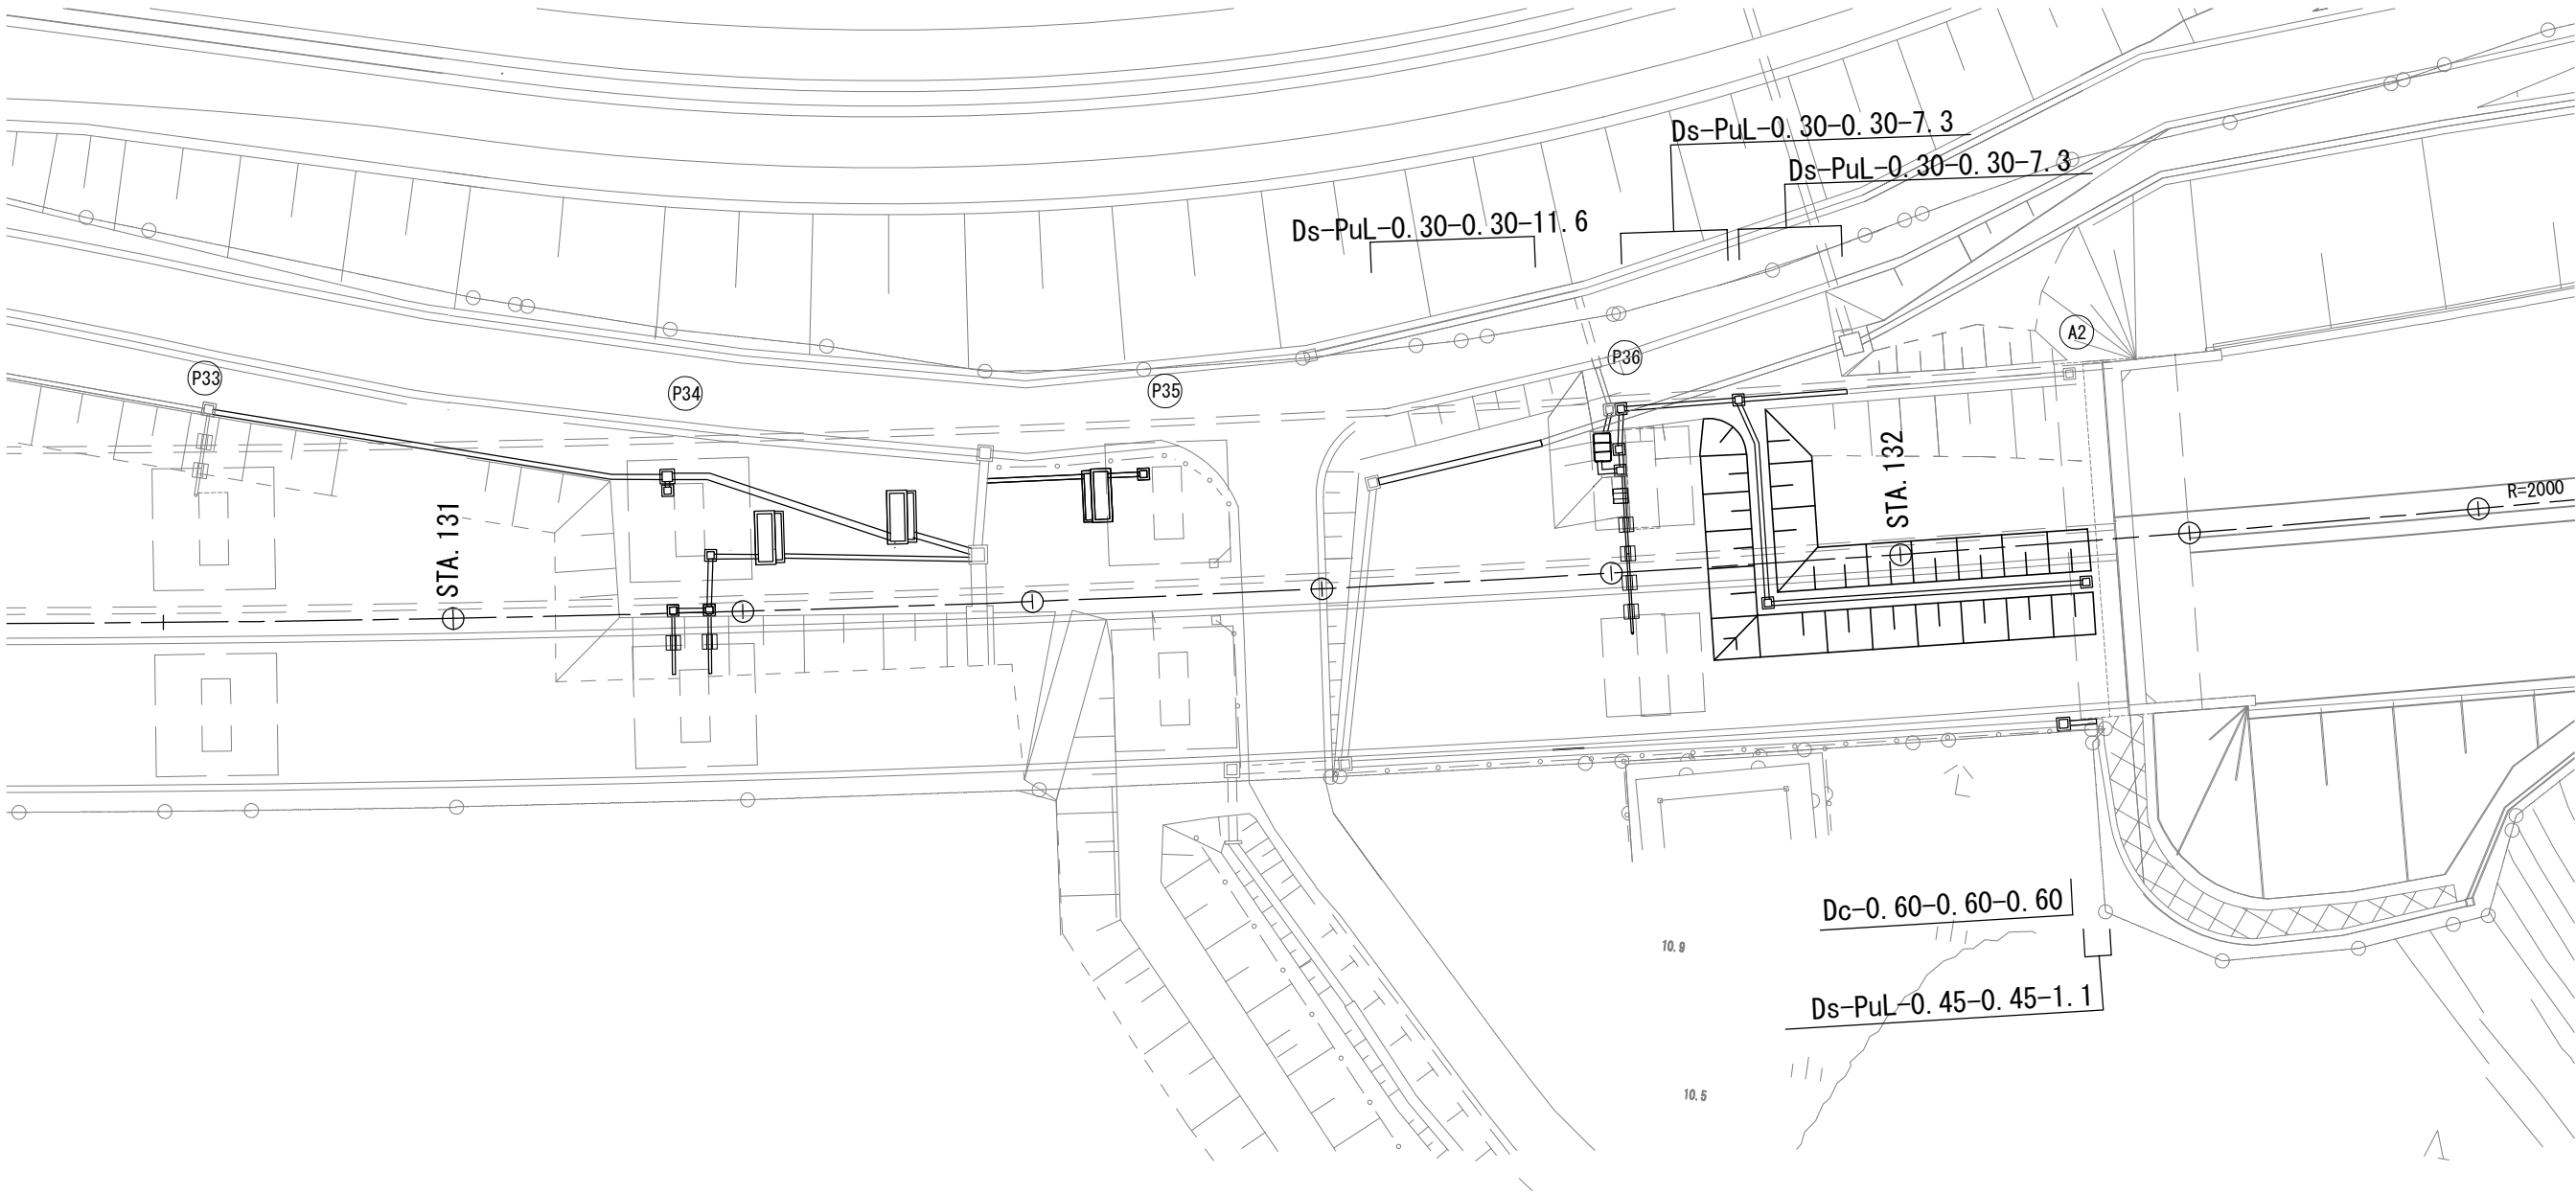 Ds-PuL-0.30-0.30-7.3
Ds-PuL-0.30-0.30-7.3
Ds-PuL-0.30-0.30-11.6
A2
P36
P33
P34
P35
STA.132
R=2000
STA.131
Dc-0.60-0.60-0.60
10.9
Ds-PuL-0.45-0.45-1.1
10.5